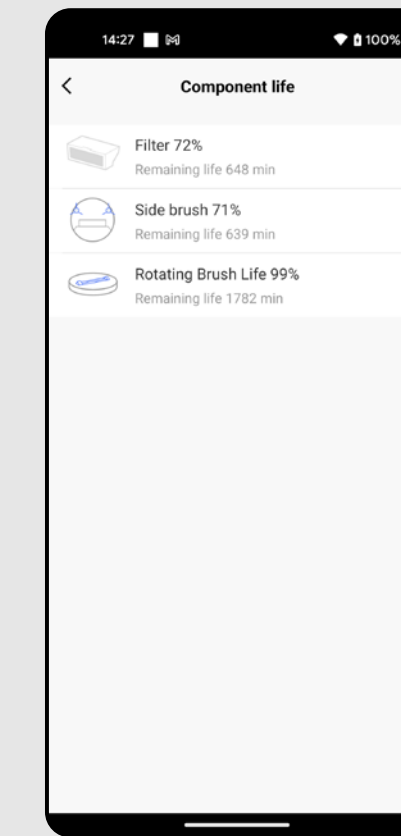 14:27 100%
Component life
Filter 72%
Remaining life 648 min
Side brush 71%
Remaining life 639 min
Rotating Brush Life 99%
Remaining life 1782 min